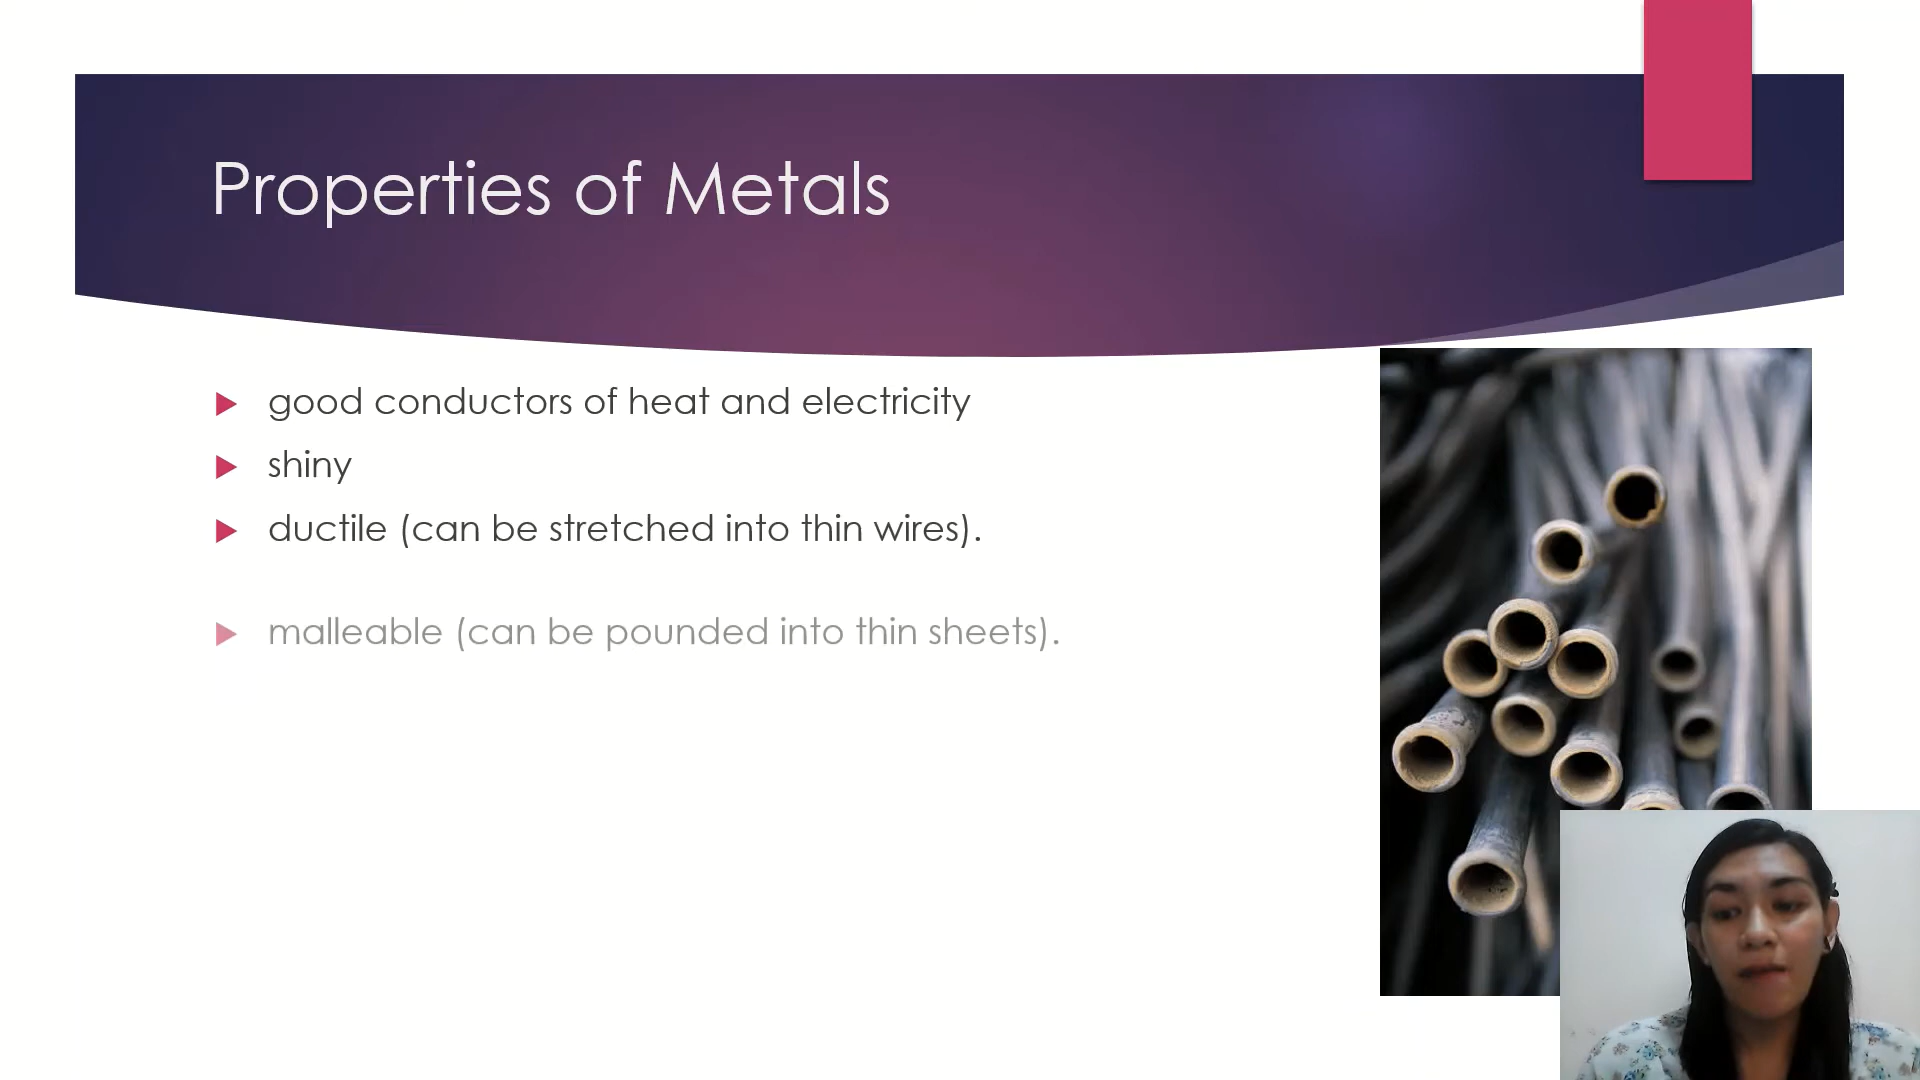 Properties of Metals
good conductors of heat and electricity
shiny
ductile (can be stretched into thin wires).
malleable (can be pounded into thin sheets).